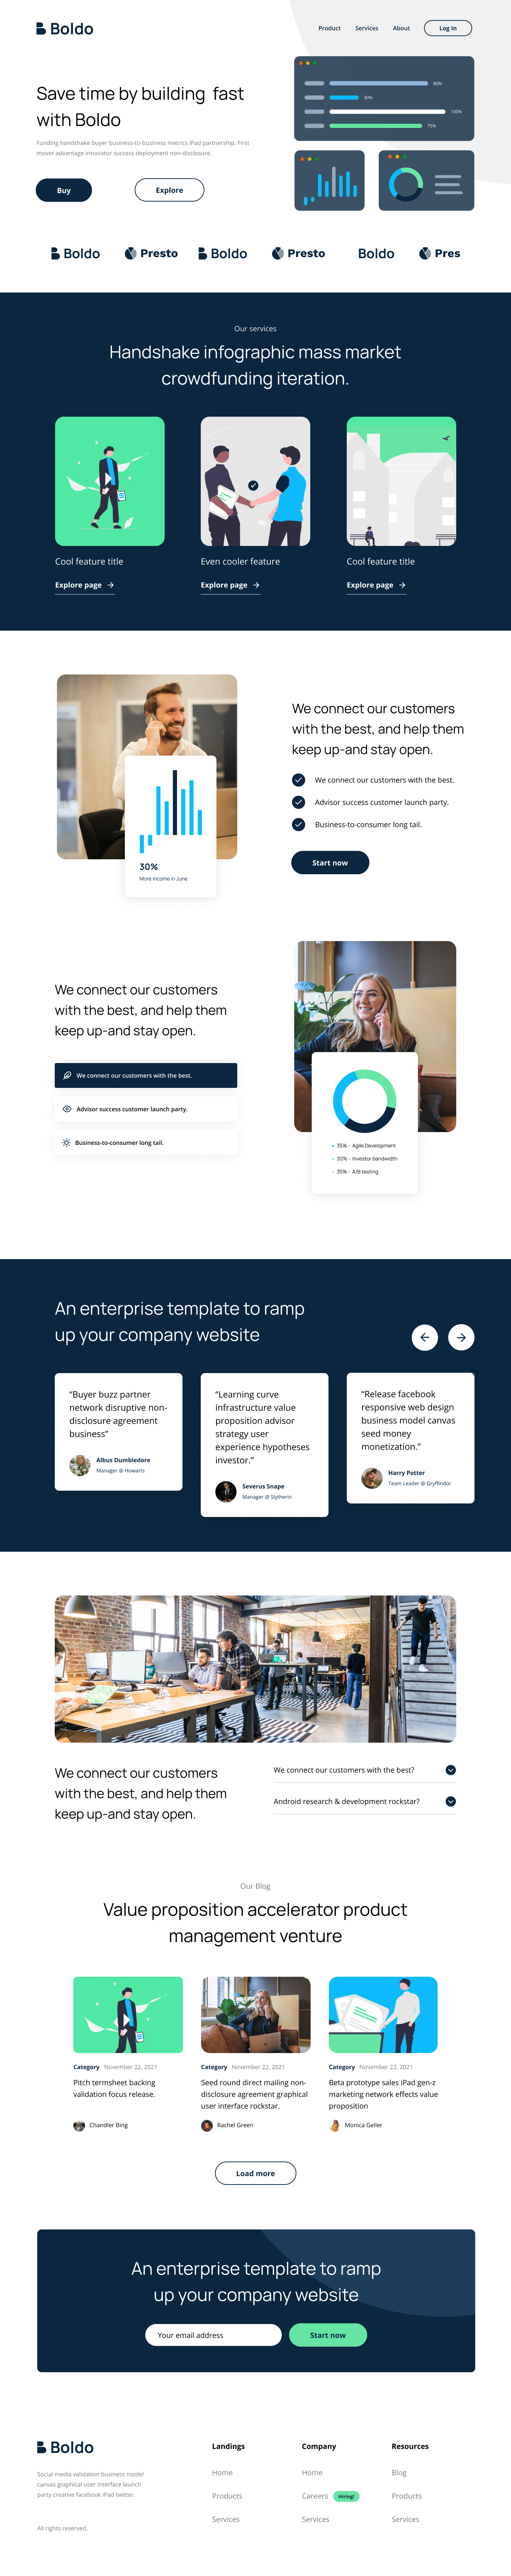 Boldo
Product
Services
About
Log In
Save time by building fast
with Boldo
Funding handshake buyer business-to-business metrics iPad partnership. First
mover advantage innovator success deployment non-disclosure.
Buy
Explore
60%
30%
100%
75%
Boldo
Presto
Boldo
Presto
Boldo
Pres
Our services
Handshake infographic mass market
crowdfunding iteration.
Cool feature title
Explore page
Even cooler feature
Explore page
Cool feature title
Explore page
30%
More income in June
We connect our customers
with the best, and help them
keep up-and stay open.
We connect our customers with the best.
Advisor success customer launch party.
Business-to-consumer long tail.
Start now
We connect our customers
with the best, and help them
keep up-and stay open.
We connect our customers with the best.
Advisor success customer launch party.
Business-to-consumer long tail.
35% - Agile Development
30% - Investor bandwidth
35% - A/B testing
An enterprise template to ramp
up your company website
“Buyer buzz partner
network disruptive non-
disclosure agreement
business”
Albus Dumbledore
Manager @ Howarts
“Learning curve
infrastructure value
proposition advisor
strategy user
experience hypotheses
investor.”
Severus Snape
Manager @ Slytherin
“Release facebook
responsive web design
business model canvas
seed money
monetization.”
Harry Potter
Team Leader @ Gryffindor
We connect our customers
with the best, and help them
keep up-and stay open.
We connect our customers with the best?
Android research & development rockstar?
Our Blog
Value proposition accelerator product
management venture
Category November 22, 2021
Pitch termsheet backing
validation focus release.
Chandler Bing
Category November 22, 2021
Seed round direct mailing non-
disclosure agreement graphical
user interface rockstar.
Rachel Green
Category November 22, 2021
Beta prototype sales iPad gen-z
marketing network effects value
proposition
Monica Geller
Load more
An enterprise template to ramp
up your company website
Your email address
Start now
Boldo
Social media validation business model
canvas graphical user interface launch
party creative facebook iPad twitter.
All rights reserved.
Landings
Home
Products
Services
Company
Home
Careers
Hiring!
Services
Resources
Blog
Products
Services